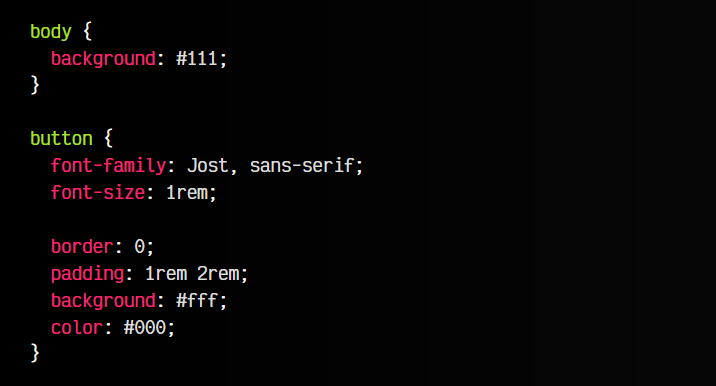 body {
  background: #111;
}

button {
  font-family: Jost, sans-serif;
  font-size: 1rem;

  border: 0;
  padding: 1rem 2rem;
  background: #fff;
  color: #000;
}